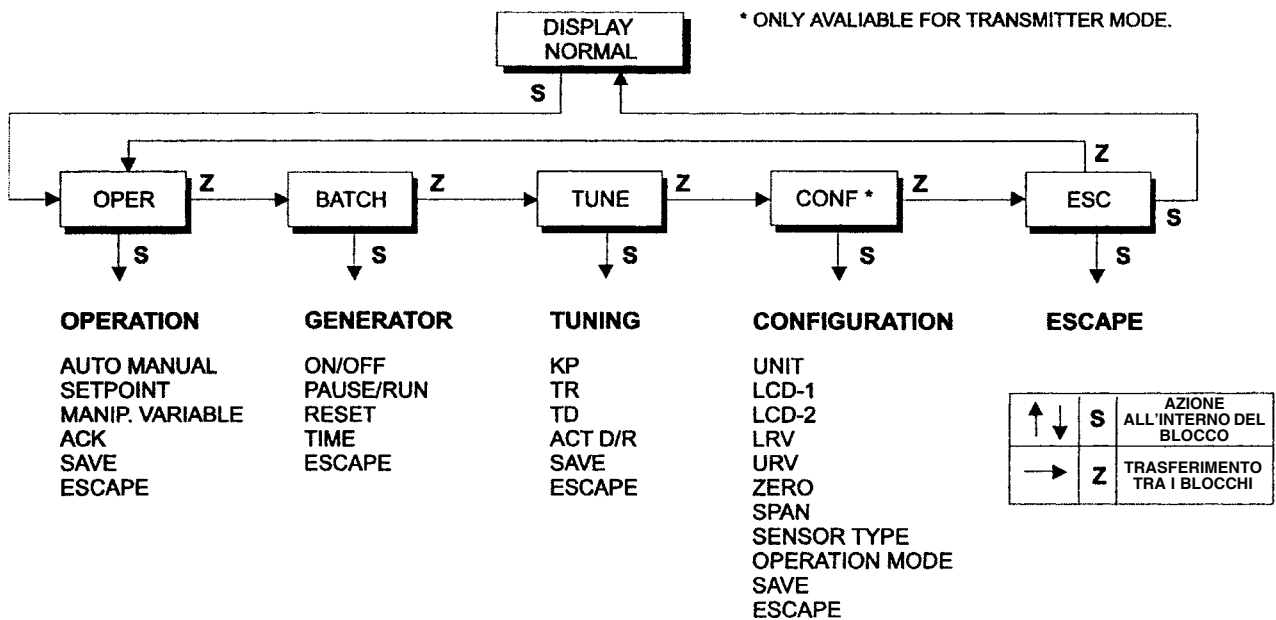 DISPLAY
NORMAL
* ONLY AVALIABLE FOR TRANSMITTER MODE.
S
Z
OPER
Z
BATCH
Z
TUNE
Z
CONF *
Z
ESC
S
S
S
S
S
S
OPERATION
AUTO MANUAL
SETPOINT
MANIP. VARIABLE
ACK
SAVE
ESCAPE
GENERATOR
ON/OFF
PAUSE/RUN
RESET
TIME
ESCAPE
TUNING
KP
TR
TD
ACT D/R
SAVE
ESCAPE
CONFIGURATION
UNIT
LCD-1
LCD-2
LRV
URV
ZERO
SPAN
SENSOR TYPE
OPERATION MODE
SAVE
ESCAPE
ESCAPE
S
AZIONE
ALL'INTERNO DEL
BLOCCO
Z
TRASFERIMENTO
TRA I BLOCCHI